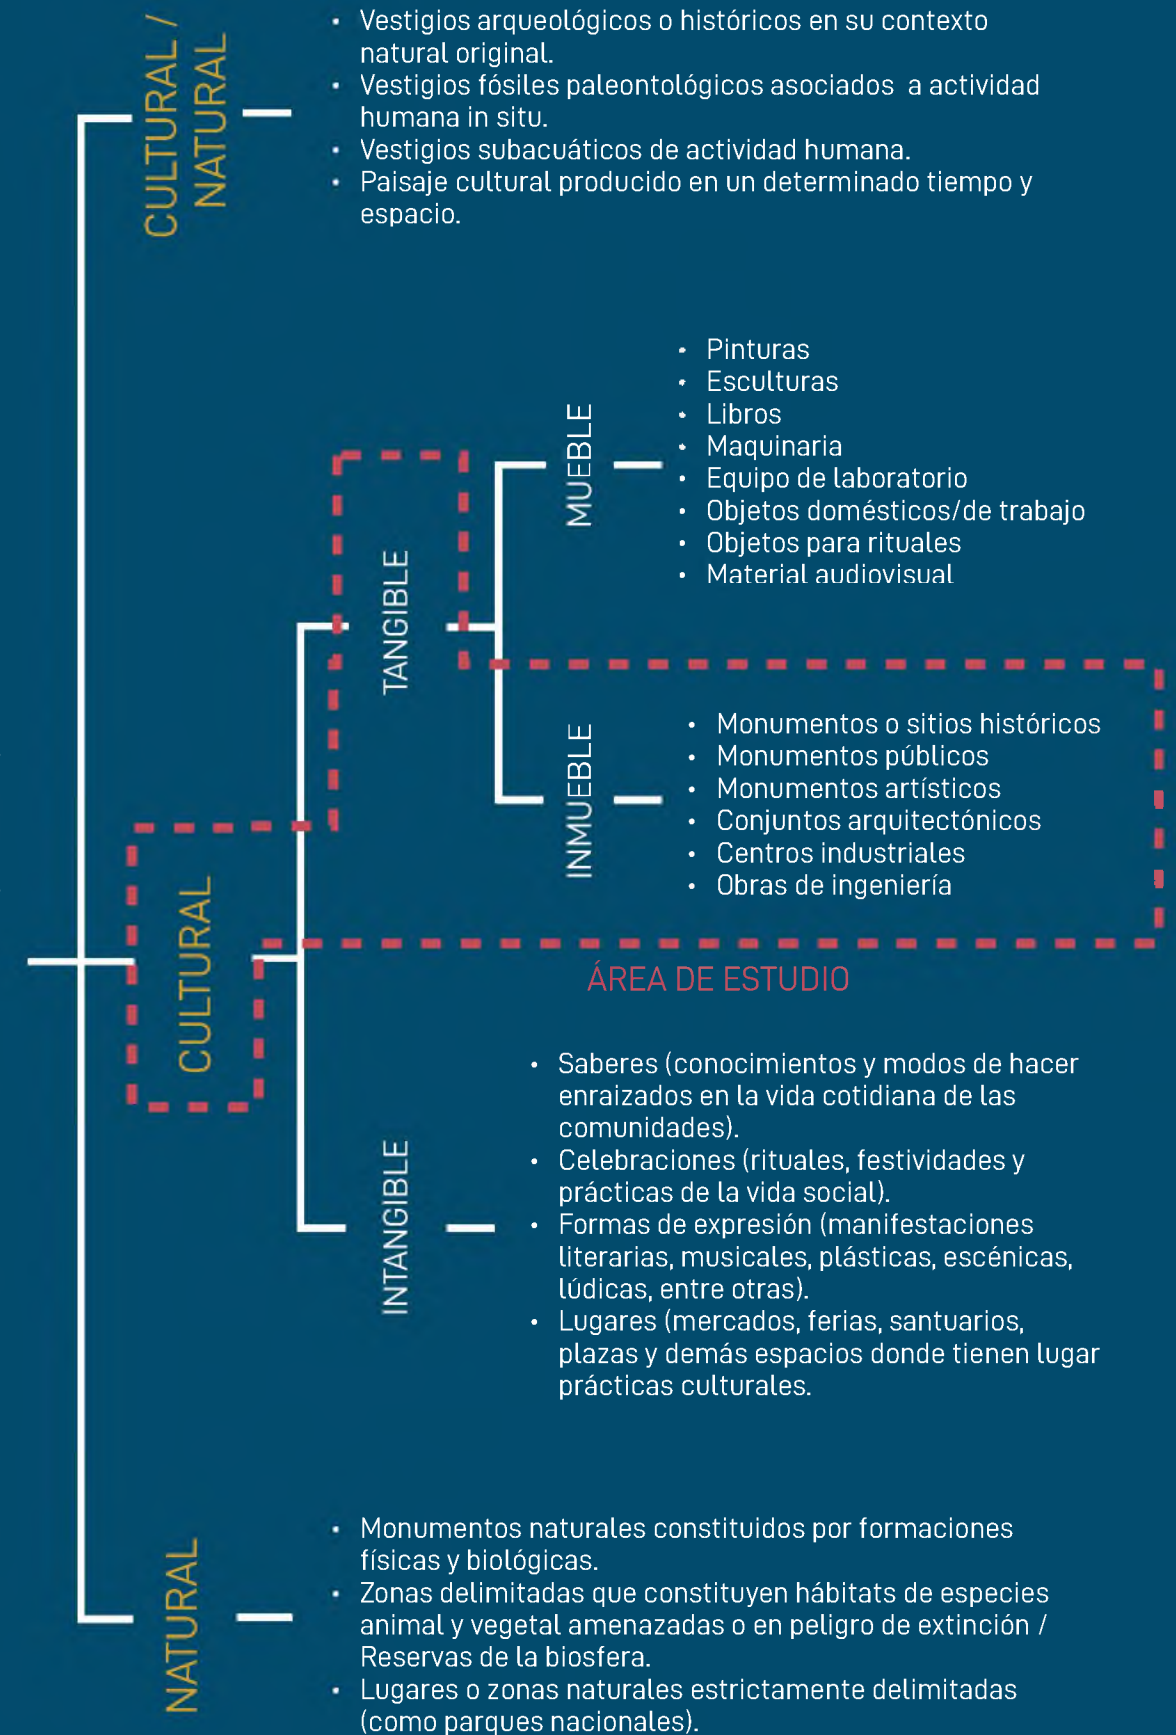 CULTURAL /
NATURAL
• Vestigios arqueológicos o históricos en su contexto
natural original.
• Vestigios fósiles paleontológicos asociados a actividad
humana in situ.
• Vestigios subacuáticos de actividad humana.
• Paisaje cultural producido en un determinado tiempo y
espacio.
CULTURAL
TANGIBLE
MUEBLE
• Pinturas
• Esculturas
• Libros
• Maquinaria
• Equipo de laboratorio
• Objetos domésticos/de trabajo
• Objetos para rituales
• Material audiovisual
INMUEBLE
• Monumentos o sitios históricos
• Monumentos públicos
• Monumentos artísticos
• Conjuntos arquitectónicos
• Centros industriales
• Obras de ingeniería
ÁREA DE ESTUDIO
INTANGIBLE
• Saberes (conocimientos y modos de hacer
enraizados en la vida cotidiana de las
comunidades).
• Celebraciones (rituales, festividades y
prácticas de la vida social).
• Formas de expresión (manifestaciones
literarias, musicales, plásticas, escénicas,
lúdicas, entre otras).
• Lugares (mercados, ferias, santuarios,
plazas y demás espacios donde tienen lugar
prácticas culturales.
NATURAL
• Monumentos naturales constituidos por formaciones
físicas y biológicas.
• Zonas delimitadas que constituyen hábitats de especies
animal y vegetal amenazadas o en peligro de extinción /
Reservas de la biosfera.
• Lugares o zonas naturales estrictamente delimitadas
(como parques nacionales).